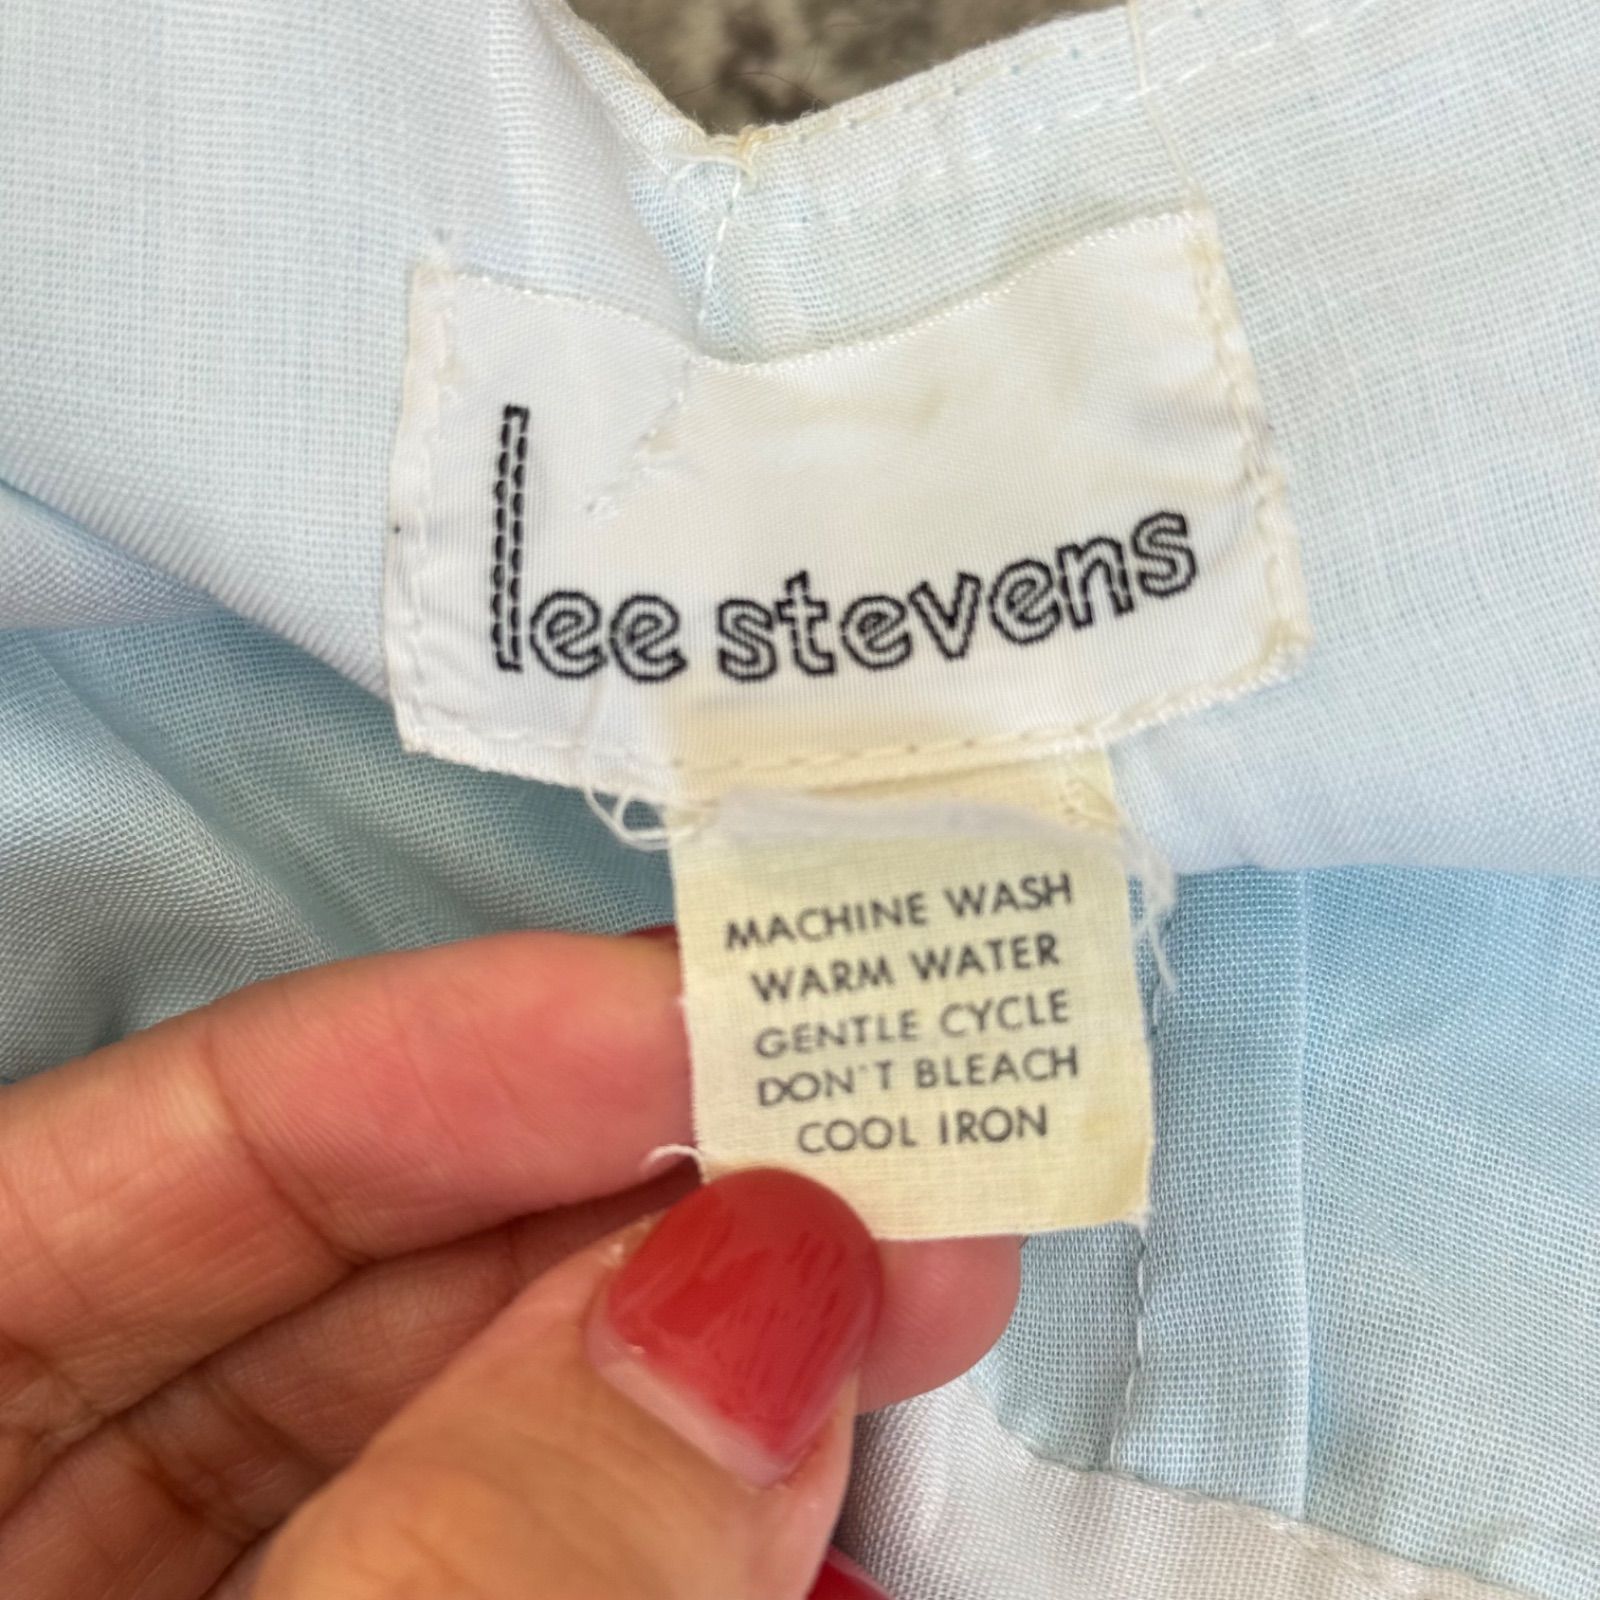 lee stevens
MACHINE WASH
WARM WATER
GENTLE CYCLE
DON'T BLEACH
COOL IRON